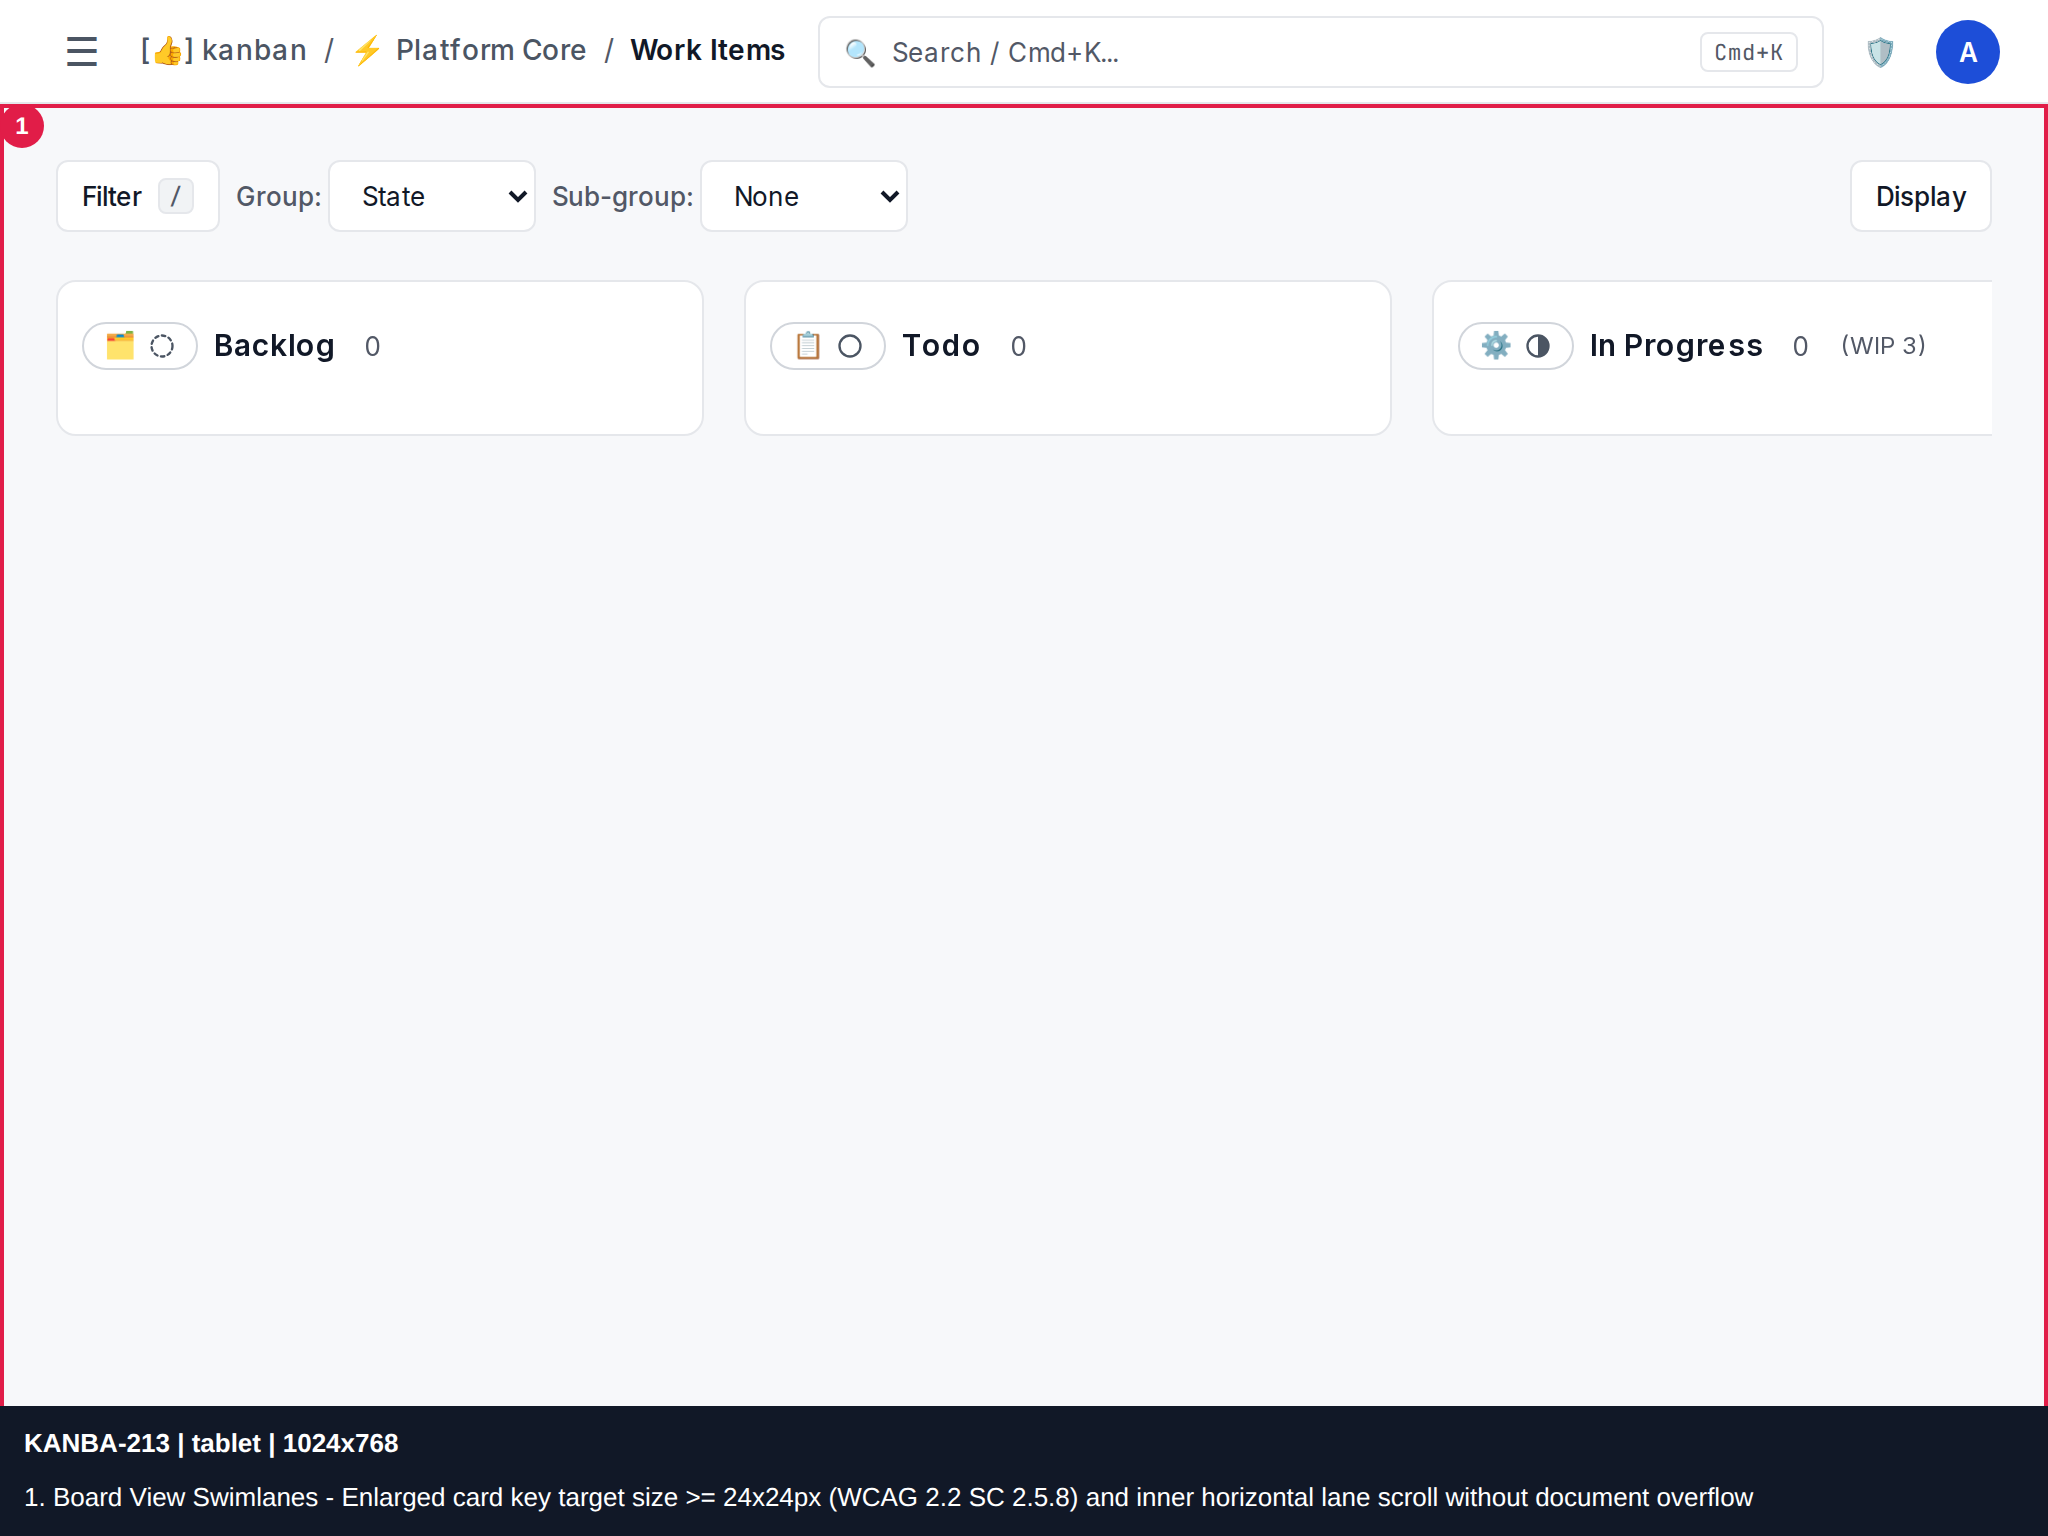 [👍] kanban / ⚡ Platform Core / Work Items
Search / Cmd+K... Cmd+K
A
1
Filter / Group: State Sub-group: None Display
Backlog 0
Todo 0
In Progress 0 (WIP 3)
KANBA-213 | tablet | 1024x768
1. Board View Swimlanes - Enlarged card key target size >= 24x24px (WCAG 2.2 SC 2.5.8) and inner horizontal lane scroll without document overflow